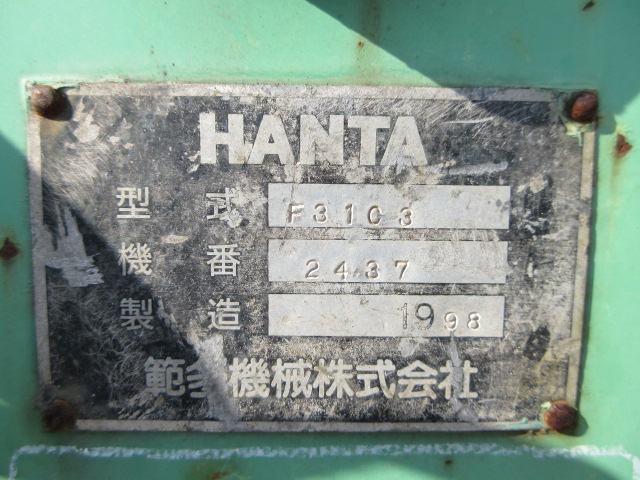 HANTA
型式 F31C3
機番 2437
製造 1998
範多機械株式会社